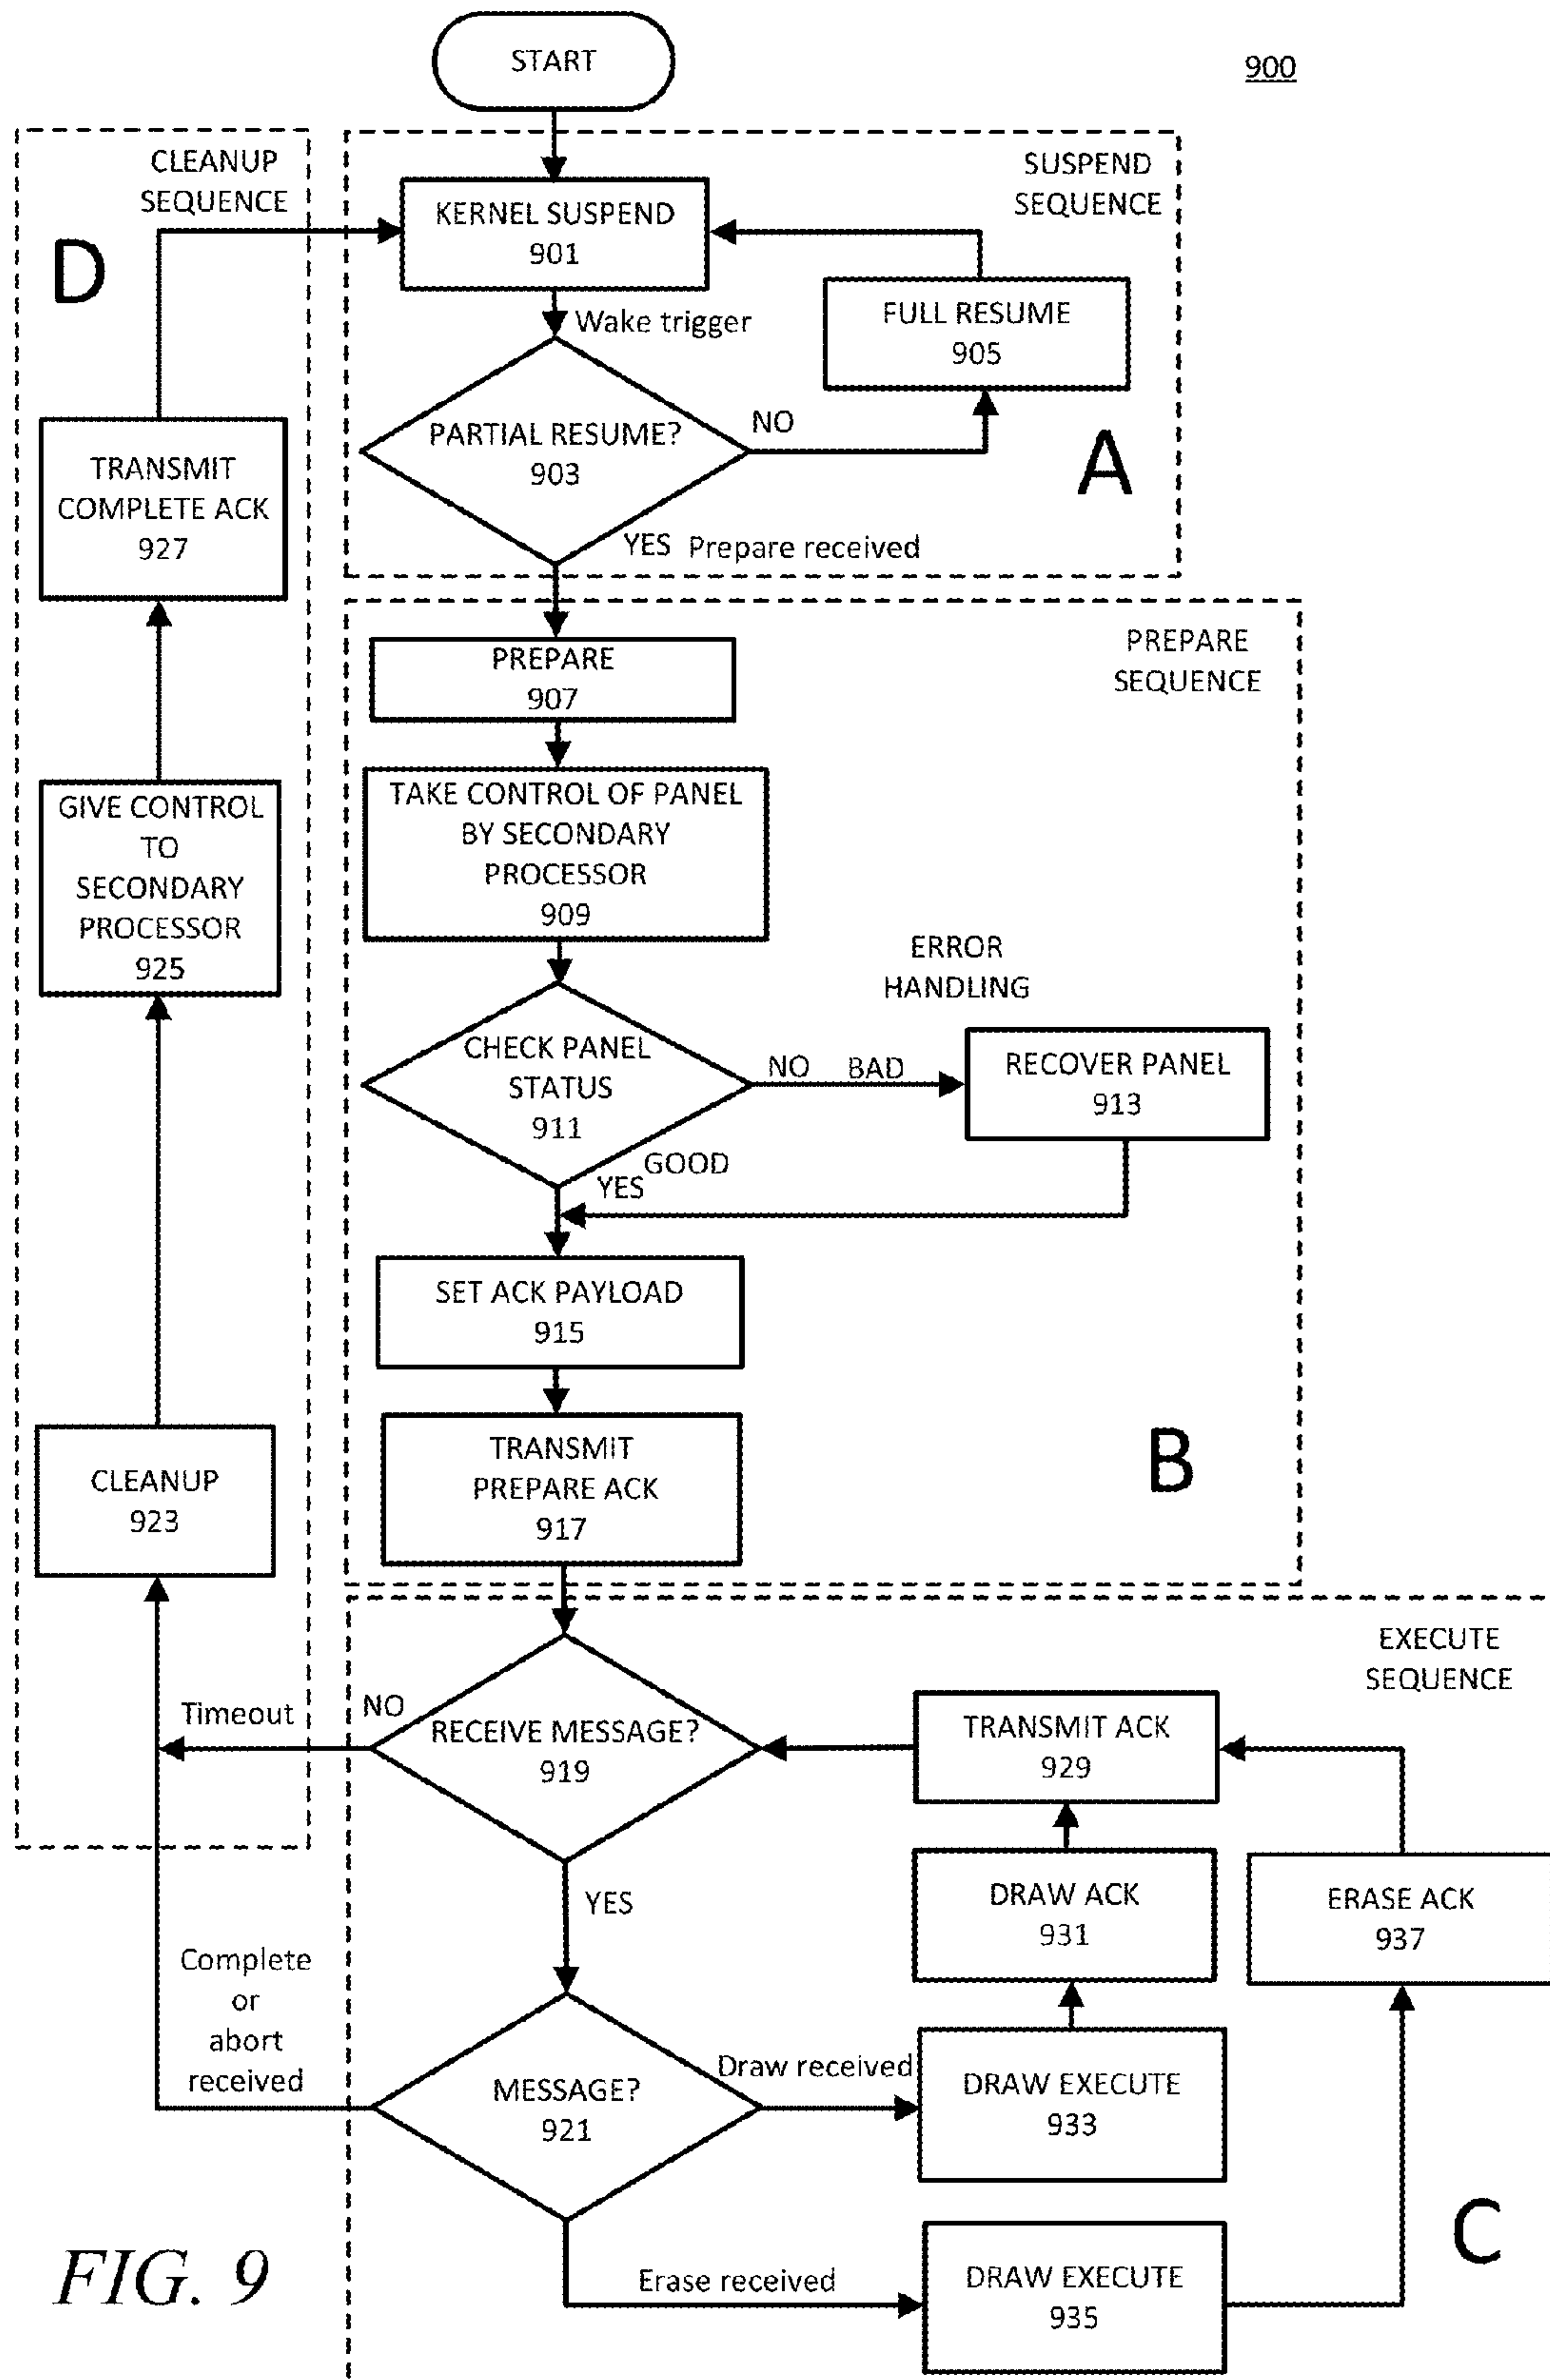 START
900
CLEANUP
SEQUENCE
D
SUSPEND
SEQUENCE
KERNEL SUSPEND
901
Wake trigger
FULL RESUME
905
PARTIAL RESUME?
903
NO
A
YES Prepare received
TRANSMIT
COMPLETE ACK
927
PREPARE
SEQUENCE
PREPARE
907
TAKE CONTROL OF PANEL
BY SECONDARY
PROCESSOR
909
GIVE CONTROL
TO
SECONDARY
PROCESSOR
925
ERROR
HANDLING
CHECK PANEL
STATUS
911
NO BAD
RECOVER PANEL
913
GOOD
YES
SET ACK PAYLOAD
915
TRANSMIT
PREPARE ACK
917
B
CLEANUP
923
EXECUTE
SEQUENCE
Timeout
NO
RECEIVE MESSAGE?
919
TRANSMIT ACK
929
YES
DRAW ACK
931
ERASE ACK
937
Complete
or
abort
received
MESSAGE?
921
Draw received
DRAW EXECUTE
933
C
Erase received
DRAW EXECUTE
935
FIG. 9